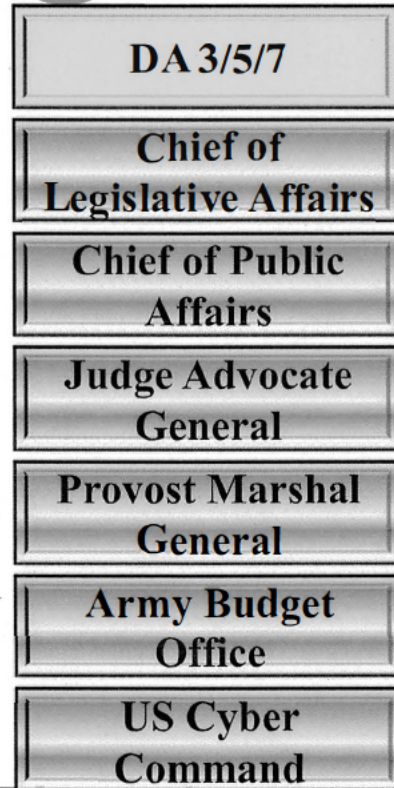 DA 3/5/7
Chief of
Legislative Affairs
Chief of Public
Affairs
Judge Advocate
General
Provost Marshal
General
Army Budget
Office
US Cyber
Command